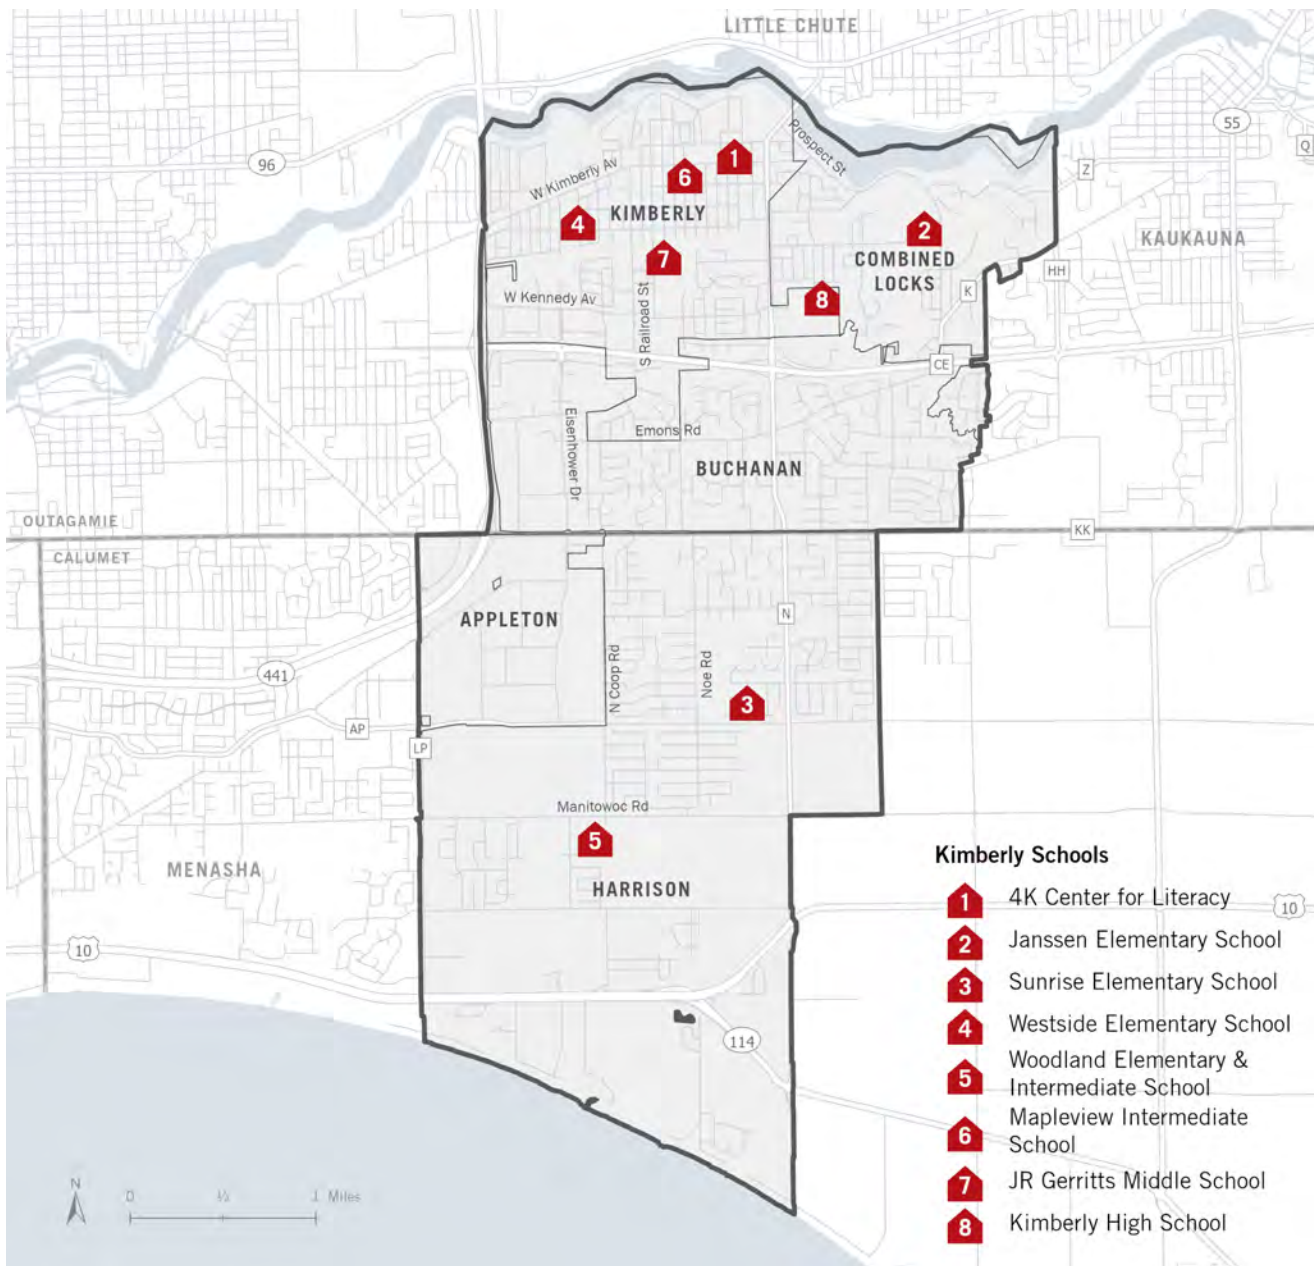 LITTLE CHUTE
55
Q
96
Prospect St
Z
W Kimberly Av
1
6
KIMBERLY
4
2
KAUKAUNA
7
COMBINED
LOCKS
HH
K
W Kennedy Av
8
S Railroad St
CE
Eisenhower Dr
Emons Rd
BUCHANAN
OUTAGAMIE
KK
CALUMET
APPLETON
N
441
N Coop Rd
Noe Rd
3
AP
LP
Manitowoc Rd
5
MENASHA
HARRISON
10
10
114
Kimberly Schools
1 4K Center for Literacy
2 Janssen Elementary School
3 Sunrise Elementary School
4 Westside Elementary School
5 Woodland Elementary &
Intermediate School
6 Mapleview Intermediate
School
7 JR Gerritts Middle School
8 Kimberly High School
N
0 ½ 1 Miles